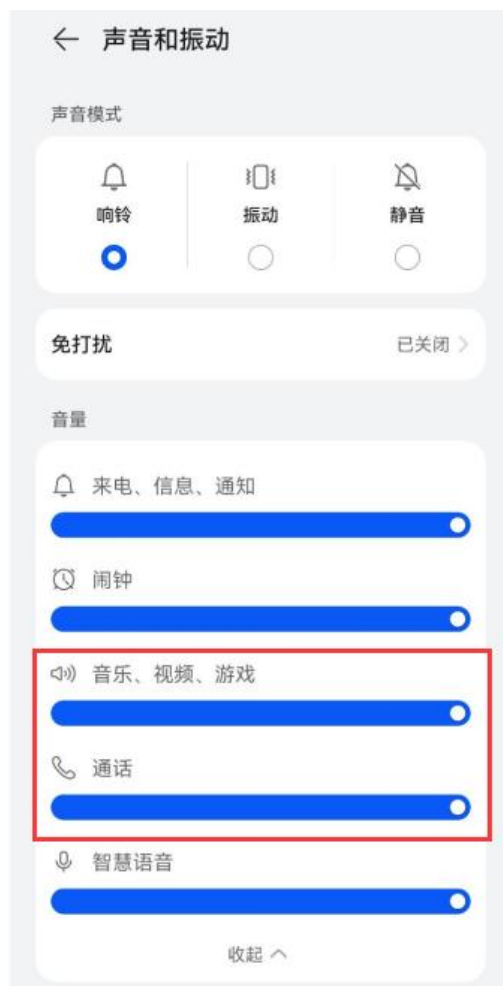 声音和振动
声音模式
响铃 振动 静音
免打扰 已关闭
音量
来电、信息、通知
闹钟
音乐、视频、游戏
通话
智慧语音
收起